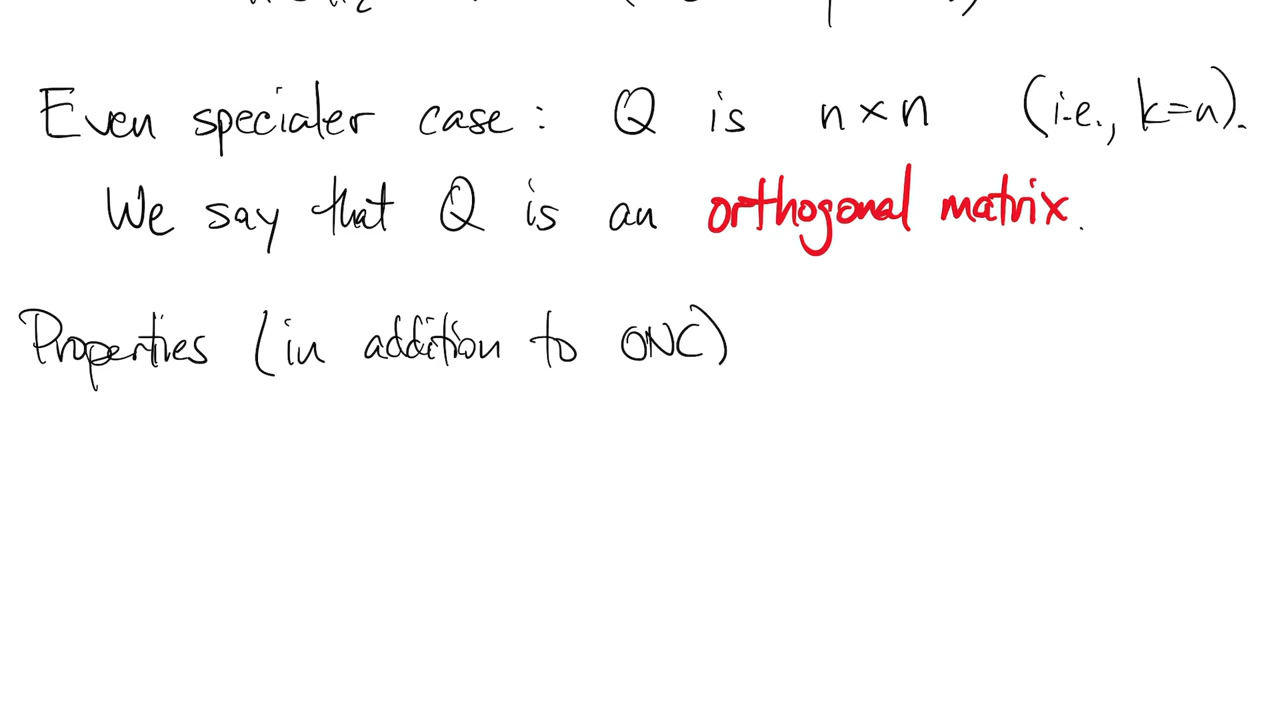 Even specialer case: Q is n×n (i.e., k=n).
We say that Q is an orthogonal matrix.
Properties (in addition to ONC)